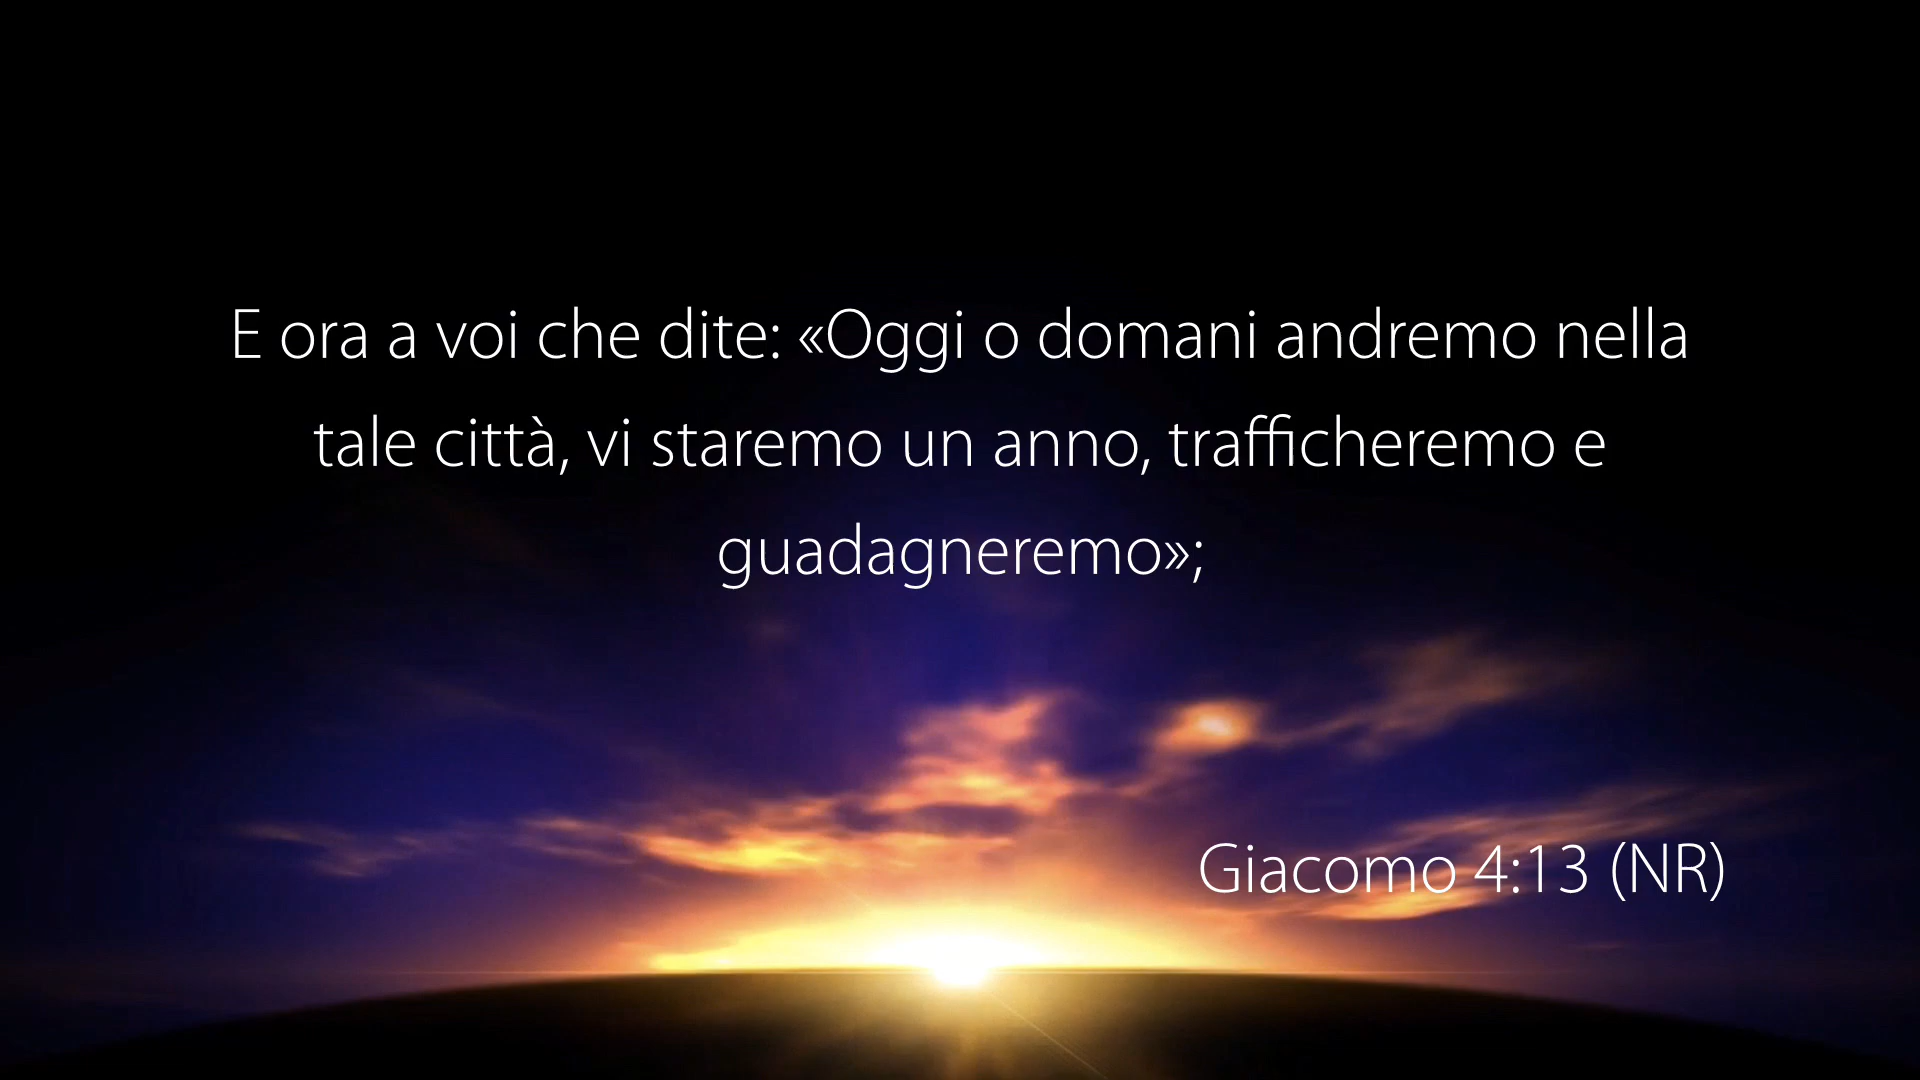 E ora a voi che dite: «Oggi o domani andremo nella
tale città, vi staremo un anno, trafficheremo e
guadagneremo»;
Giacomo 4:13 (NR)